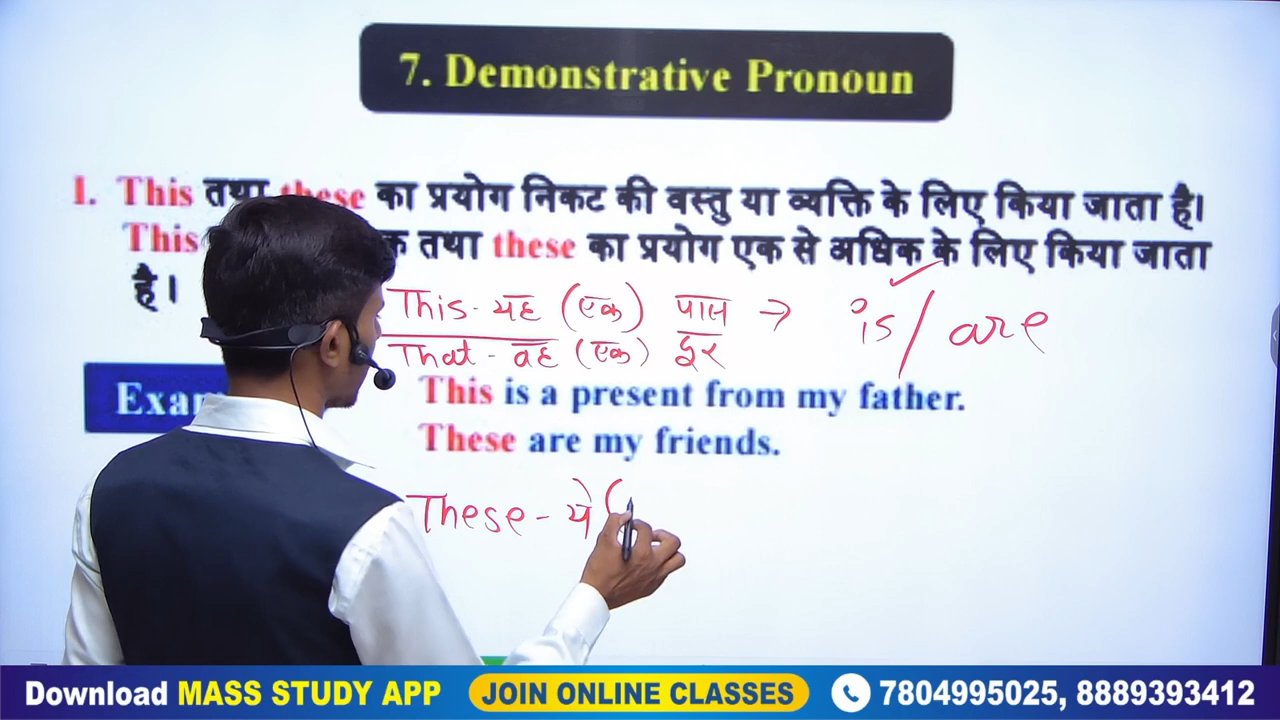 7. Demonstrative Pronoun
I. This तथा these का प्रयोग निकट की वस्तु या व्यक्ति के लिए किया जाता है।
This तथा these का प्रयोग एक से अधिक के लिए किया जाता
है।
This - यह (एक) पास → is / are
That - वह (एक) दूर
This is a present from my father.
These are my friends.
These - ये (
Download MASS STUDY APP JOIN ONLINE CLASSES 7804995025, 8889393412